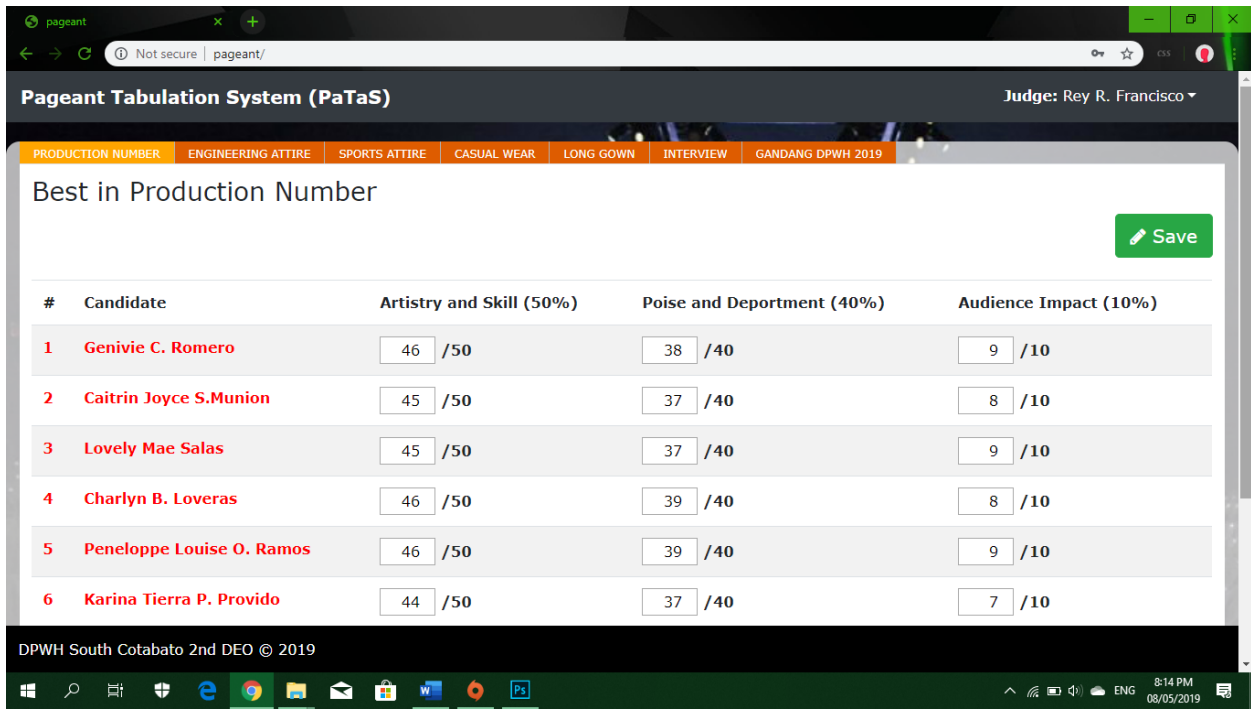 pageant
Not secure | pageant/
CSS
Pageant Tabulation System (PaTaS)
Judge: Rey R. Francisco
PRODUCTION NUMBER ENGINEERING ATTIRE SPORTS ATTIRE CASUAL WEAR LONG GOWN INTERVIEW GANDANG DPWH 2019
Best in Production Number
Save
# Candidate Artistry and Skill (50%) Poise and Deportment (40%) Audience Impact (10%)
1 Genivie C. Romero 46 /50 38 /40 9 /10
2 Caitrin Joyce S.Munion 45 /50 37 /40 8 /10
3 Lovely Mae Salas 45 /50 37 /40 9 /10
4 Charlyn B. Loveras 46 /50 39 /40 8 /10
5 Peneloppe Louise O. Ramos 46 /50 39 /40 9 /10
6 Karina Tierra P. Provido 44 /50 37 /40 7 /10
DPWH South Cotabato 2nd DEO © 2019
W Ps ENG 8:14 PM
08/05/2019